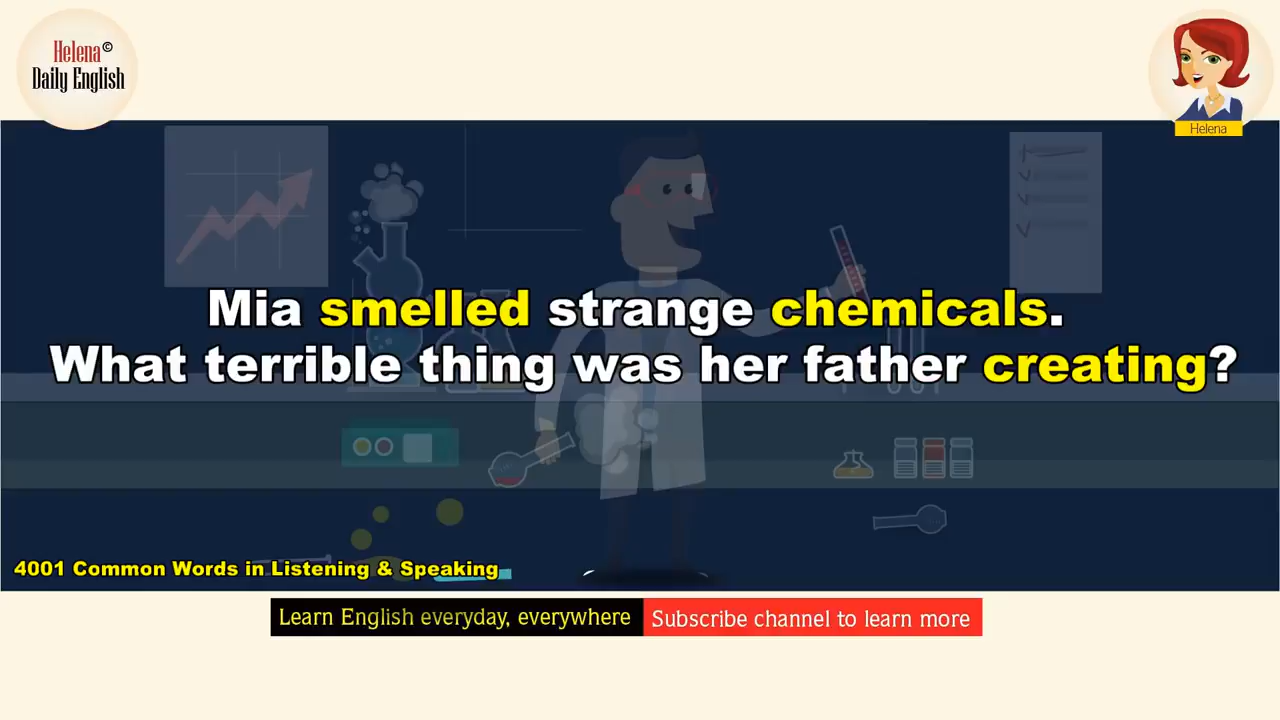 Helena©
Daily English
Helena
Mia smelled strange chemicals.
What terrible thing was her father creating?
4001 Common Words in Listening & Speaking
Learn English everyday, everywhere
Subscribe channel to learn more